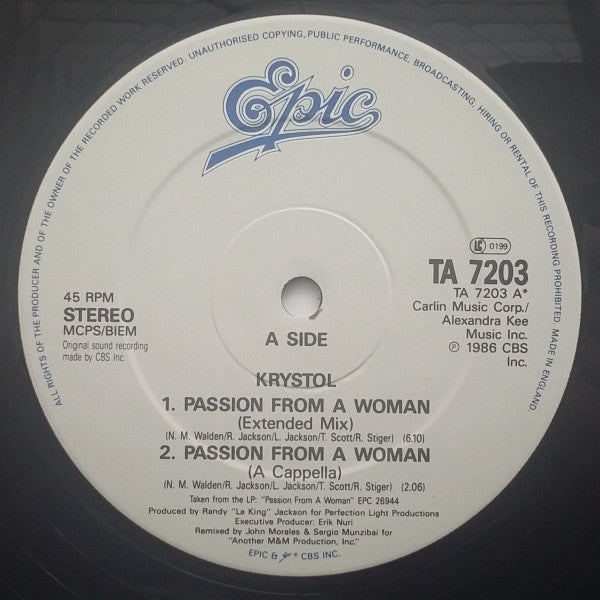 ALL RIGHTS OF THE PRODUCER AND OF THE OWNER OF THE RECORDED WORK RESERVED. UNAUTHORISED COPYING, PUBLIC PERFORMANCE, BROADCASTING, HIRING OR RENTAL OF THIS RECORDING PROHIBITED. MADE IN ENGLAND.
Epic
LC 0199
TA 7203
TA 7203 A*
Carlin Music Corp./
Alexandra Kee
Music Inc.
℗ 1986 CBS
Inc.
45 RPM
STEREO
MCPS/BIEM
Original sound recording
made by CBS Inc.
A SIDE
KRYSTOL
1. PASSION FROM A WOMAN
(Extended Mix)
(N. M. Walden/R. Jackson/L. Jackson/T. Scott/R. Stiger) (6.10)
2. PASSION FROM A WOMAN
(A Cappella)
(N. M. Walden/R. Jackson/L. Jackson/T. Scott/R. Stiger) (2.06)
Taken from the LP: "Passion From A Woman" EPC 26944
Produced by Randy "La King" Jackson for Perfection Light Productions
Executive Producer: Erik Nuri
Remixed by John Morales & Sergio Munzibai for
"Another M&M Production, Inc."
EPIC & Epic * CBS INC.